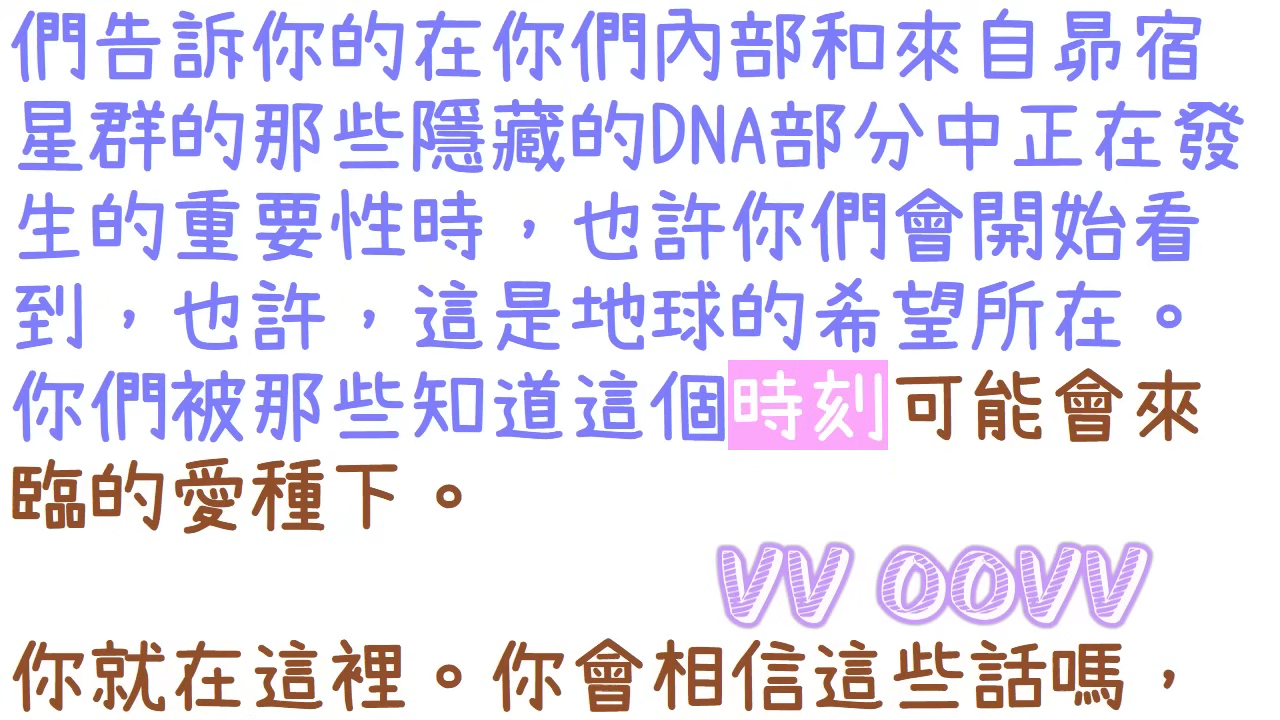 們告訴你的在你們內部和來自昴宿
星群的那些隱藏的DNA部分中正在發
生的重要性時，也許你們會開始看
到，也許，這是地球的希望所在。
你們被那些知道這個時刻可能會來
臨的愛種下。
VV OOVV
你就在這裡。你會相信這些話嗎，